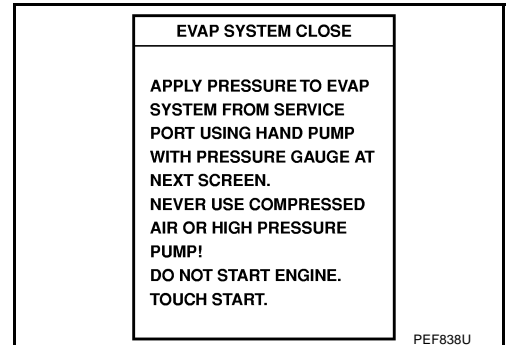 EVAP SYSTEM CLOSE
APPLY PRESSURE TO EVAP
SYSTEM FROM SERVICE
PORT USING HAND PUMP
WITH PRESSURE GAUGE AT
NEXT SCREEN.
NEVER USE COMPRESSED
AIR OR HIGH PRESSURE
PUMP!
DO NOT START ENGINE.
TOUCH START.
PEF838U